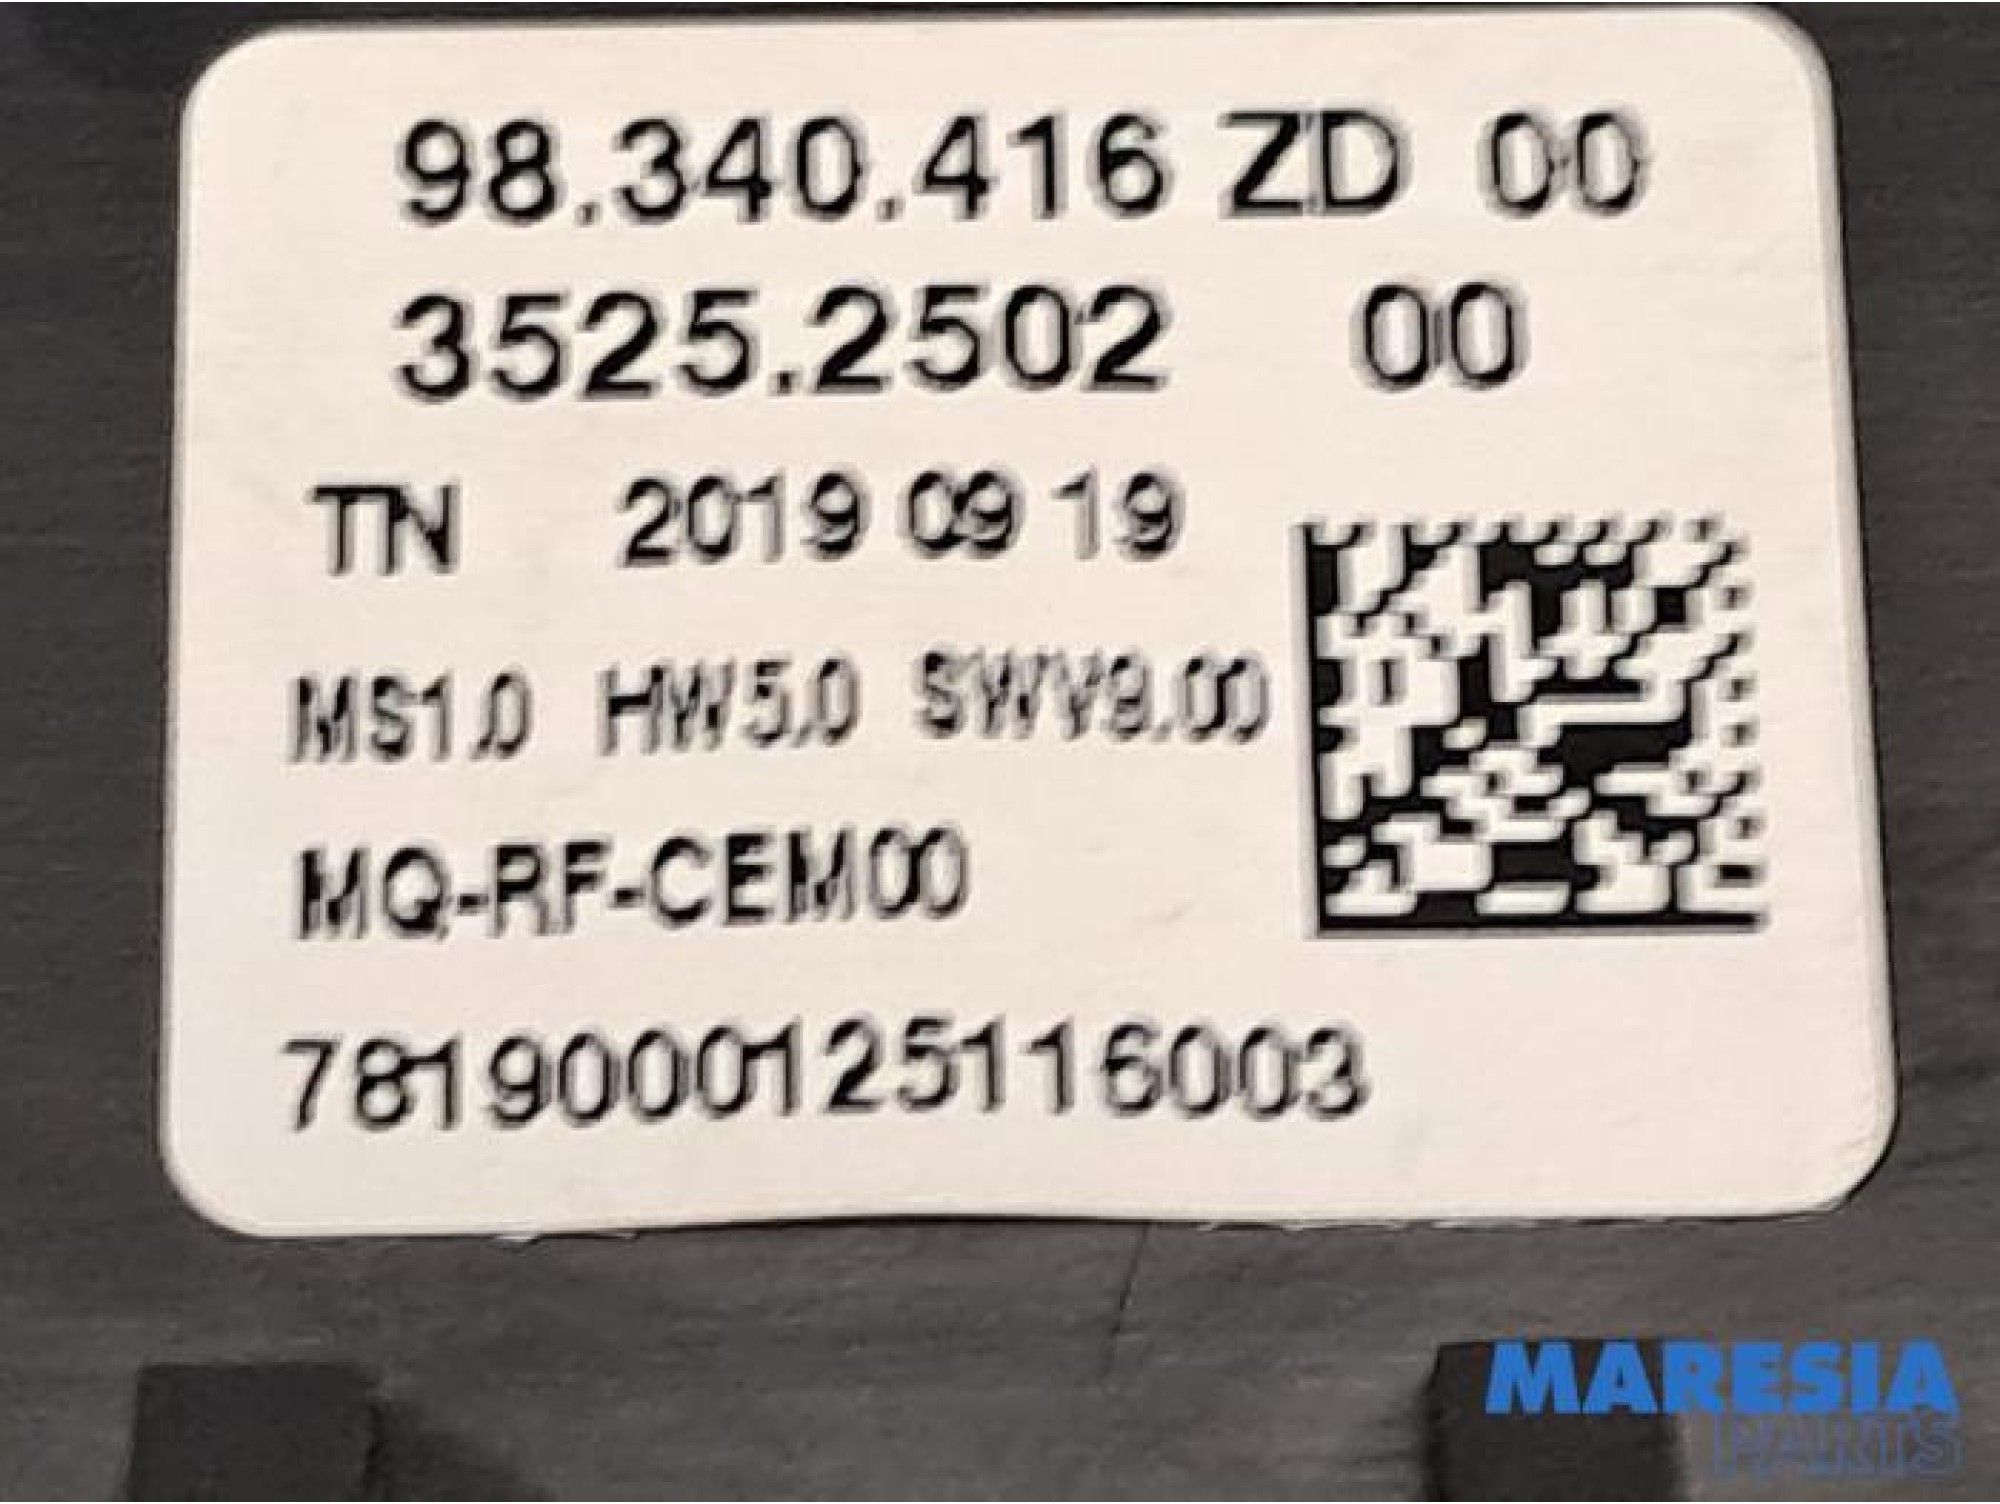 98.340.416 ZD 00
3525.2502 00
TN 2019 09 19
MS1.0 HW5.0 SWV9.00
MQ-RF-CEM00
7819000125116003
MARESIA
PARTS